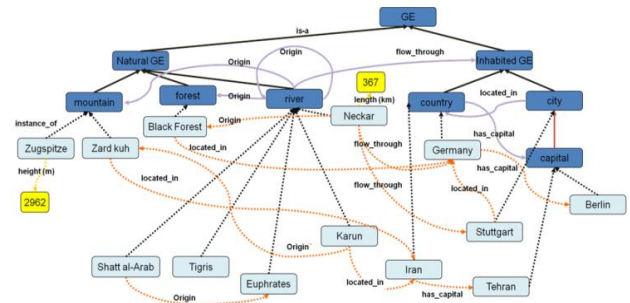 GE
is-a
Natural GE
Origin
Origin
flow_through
Inhabited GE
367
located_in
mountain
forest
Origin
river
length (km)
country
city
instance_of
Black Forest
Origin
Neckar
has_capital
Zugspitze
Zard kuh
located_in
flow_through
Germany
has_capital
capital
height (m)
flow_through
located_in
2962
Berlin
Stuttgart
Karun
Origin
Shatt al-Arab
Tigris
Iran
located_in
Euphrates
Tehran
Origin
has_capital